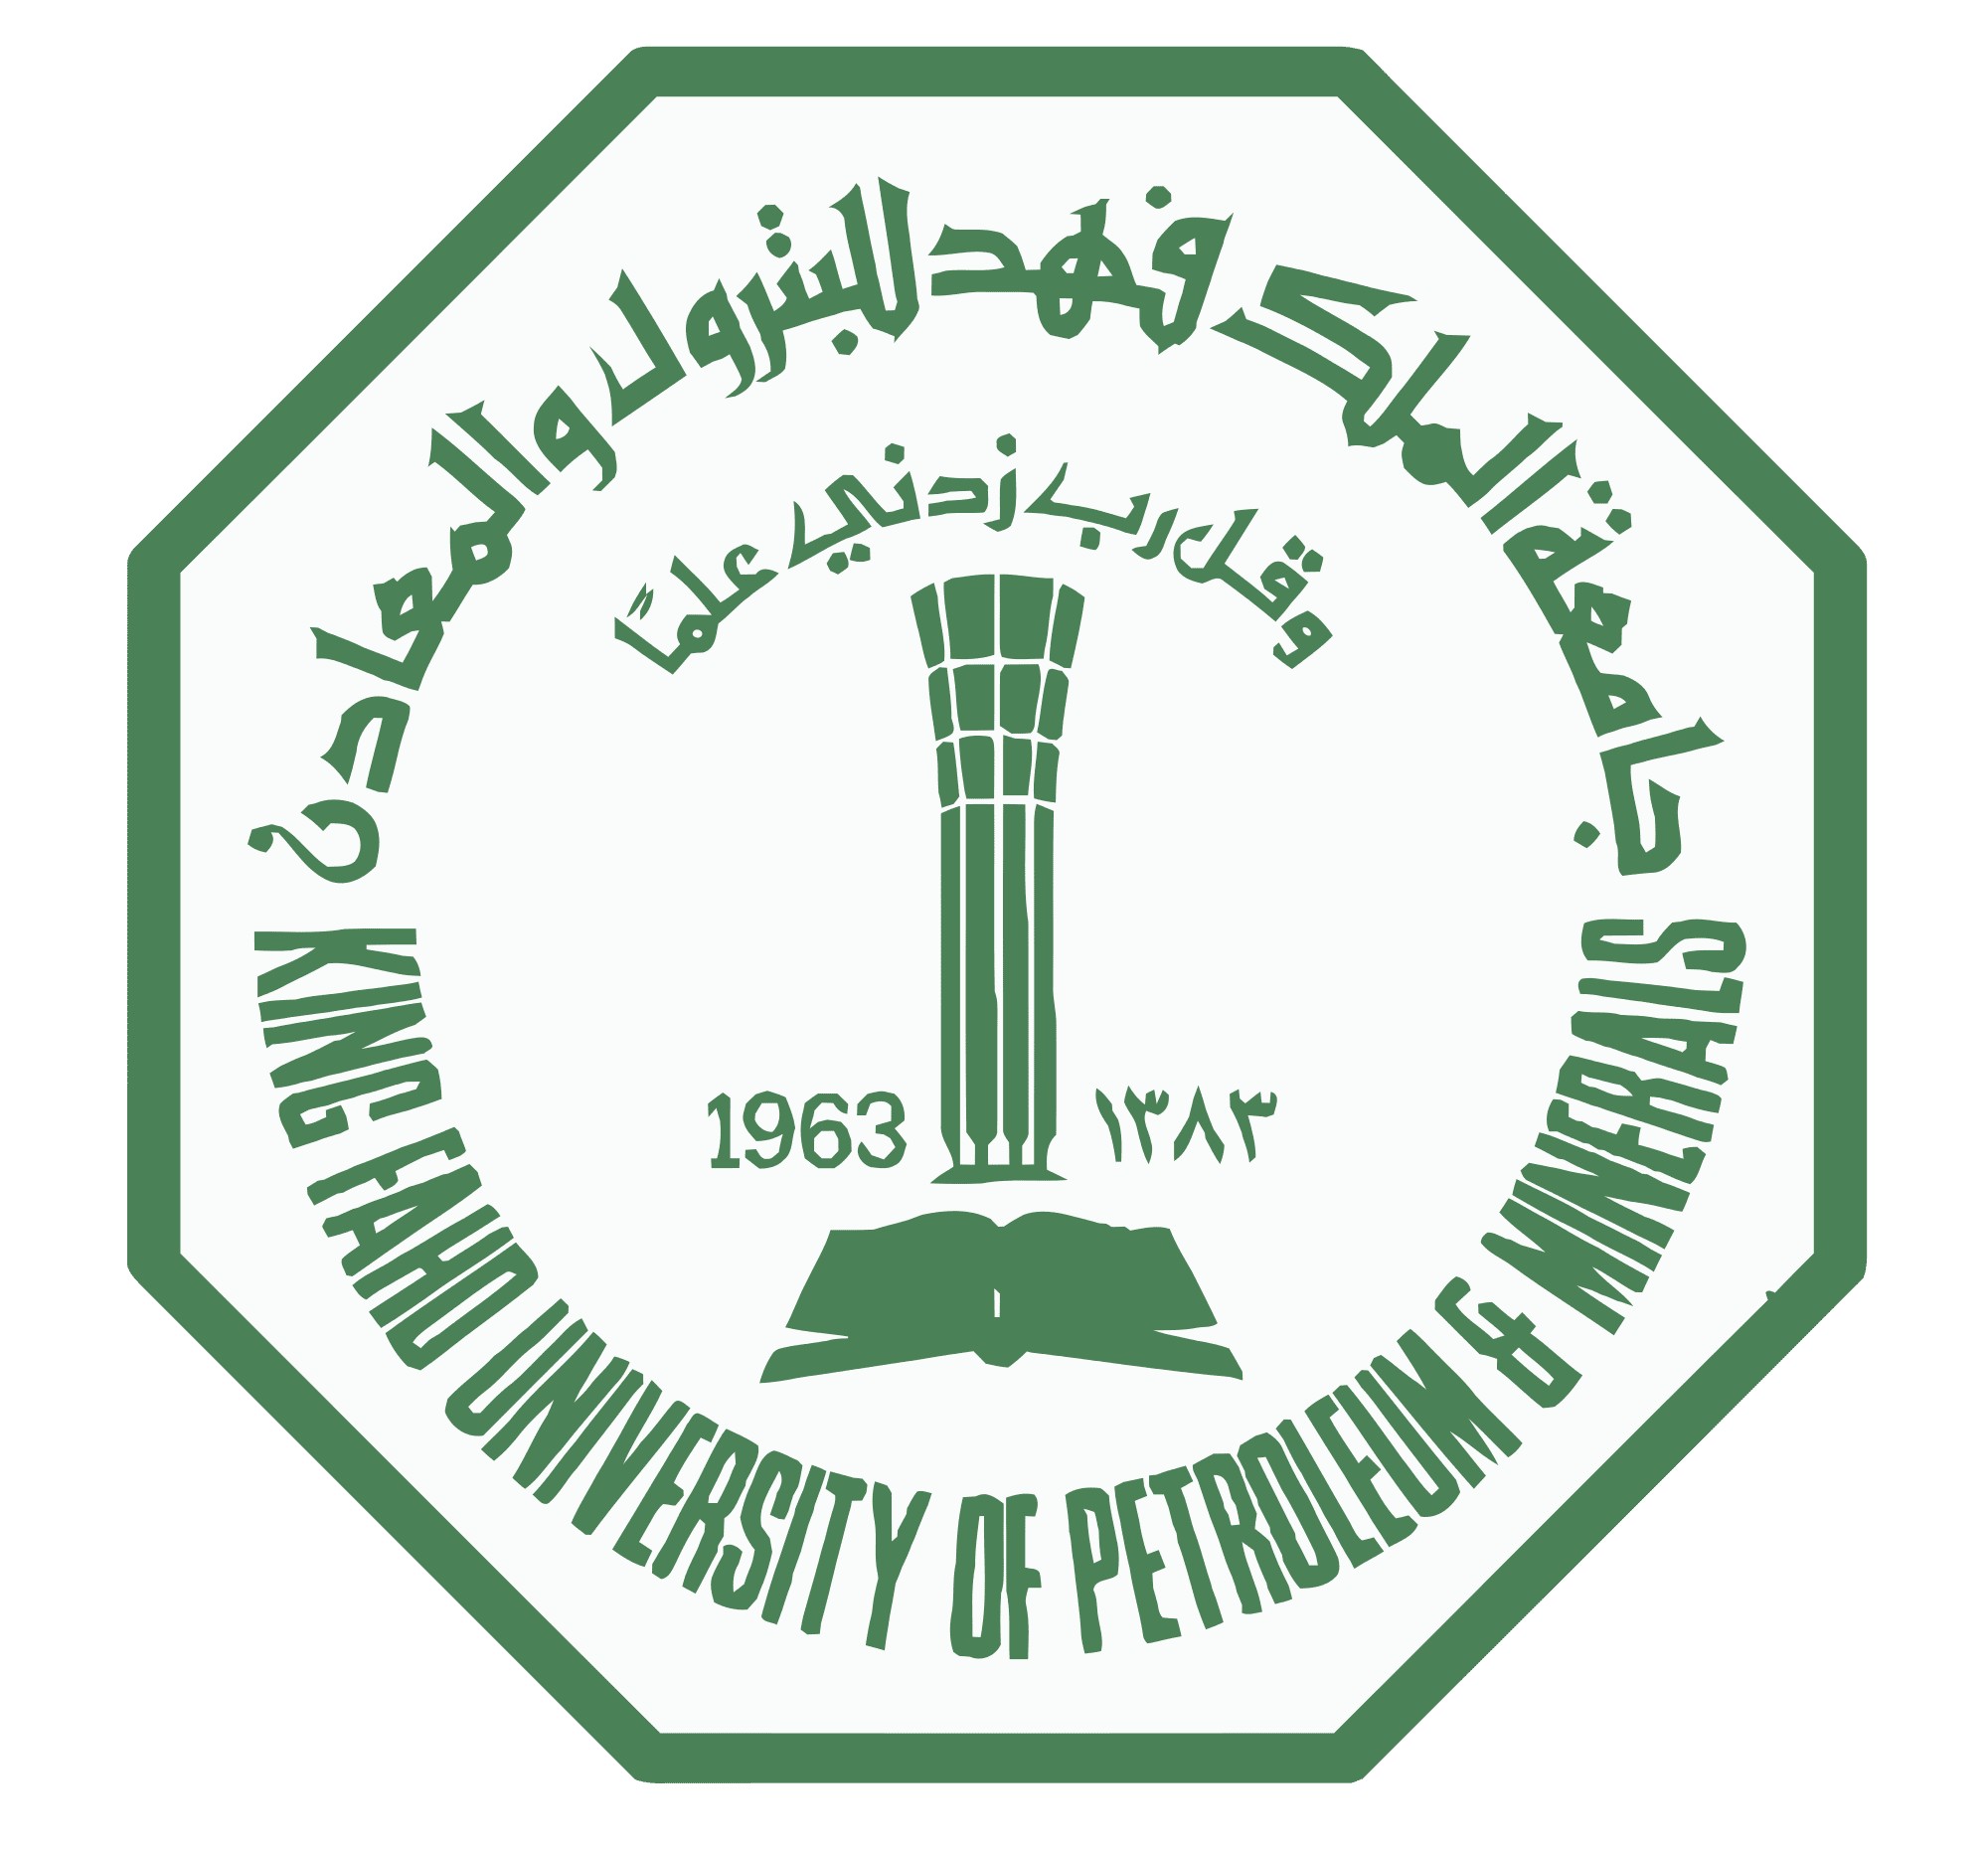 جامعة الملك فهد للبترول والمعادن
وقل رب زدني علماً
1963 ١٣٨٣
KING FAHD UNIVERSITY OF PETROLEUM & MINERALS